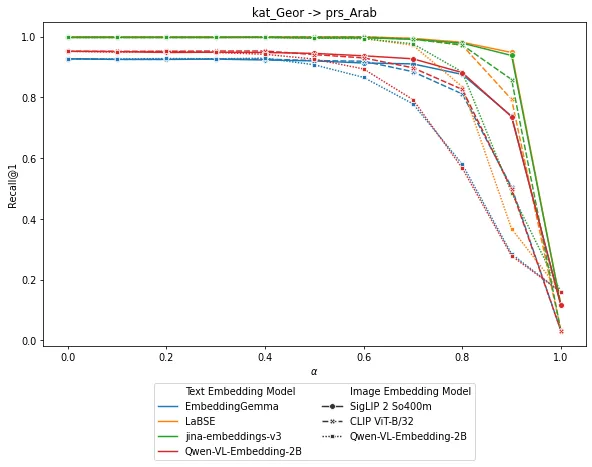 kat_Geor -> prs_Arab
1.0
0.8
0.6
0.4
0.2
0.0
Recall@1
0.0 0.2 0.4 0.6 0.8 1.0
α
Text Embedding Model
EmbeddingGemma
LaBSE
jina-embeddings-v3
Qwen-VL-Embedding-2B
Image Embedding Model
SigLIP 2 So400m
CLIP ViT-B/32
Qwen-VL-Embedding-2B